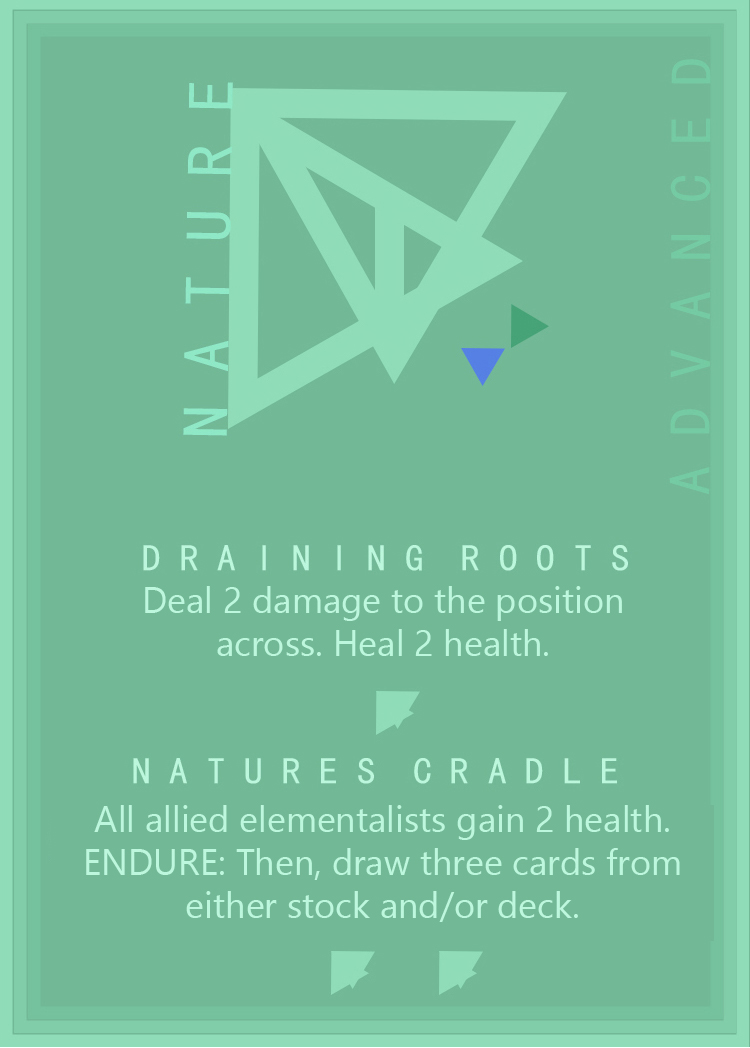 NATURE
ADVANCED
DRAINING ROOTS
Deal 2 damage to the position
across. Heal 2 health.
NATURES CRADLE
All allied elementalists gain 2 health.
ENDURE: Then, draw three cards from
either stock and/or deck.